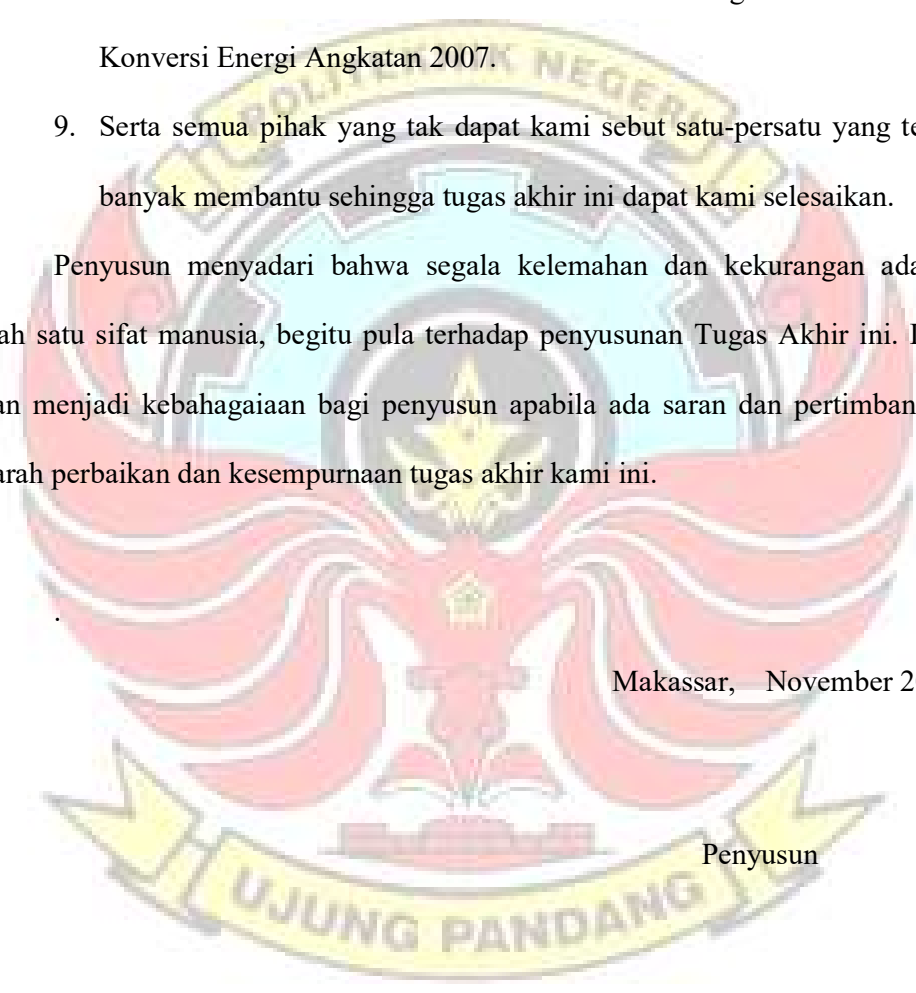 Konversi Energi Angkatan 2007.
9. Serta semua pihak yang tak dapat kami sebut satu-persatu yang te
banyak membantu sehingga tugas akhir ini dapat kami selesaikan.
Penyusun menyadari bahwa segala kelemahan dan kekurangan ada
ah satu sifat manusia, begitu pula terhadap penyusunan Tugas Akhir ini.
an menjadi kebahagaiaan bagi penyusun apabila ada saran dan pertimban
arah perbaikan dan kesempurnaan tugas akhir kami ini.
.
Makassar, November 2
Penyusun
POLITEKNIK NEGERI
UJUNG PANDANG